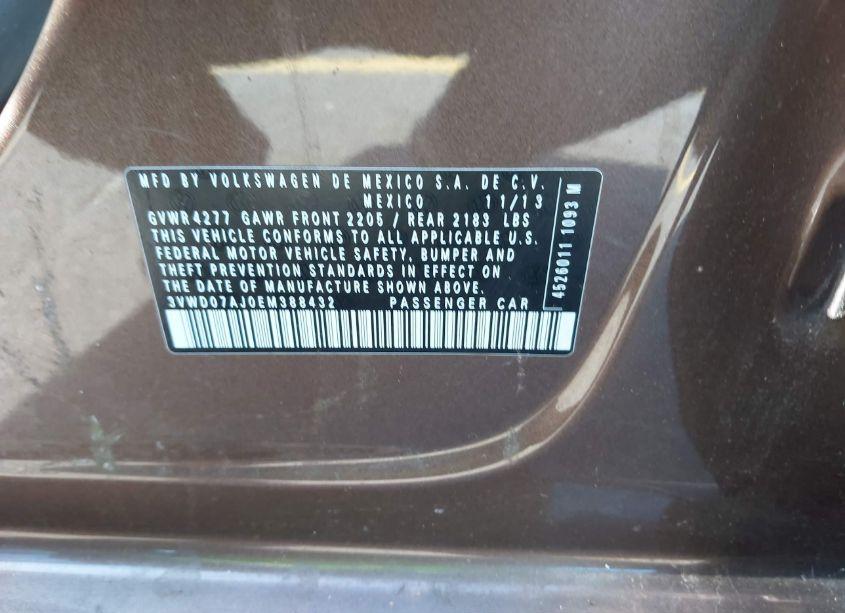 MFD BY VOLKSWAGEN DE MEXICO S.A. DE C.V.
MEXICO 11/13
GVWR 4277 GAWR FRONT 2205 / REAR 2183 LBS
THIS VEHICLE CONFORMS TO ALL APPLICABLE U.S.
FEDERAL MOTOR VEHICLE SAFETY, BUMPER AND
THEFT PREVENTION STANDARDS IN EFFECT ON
THE DATE OF MANUFACTURE SHOWN ABOVE.
3VWD07AJ0EM388432 PASSENGER CAR
4526011 1093 M